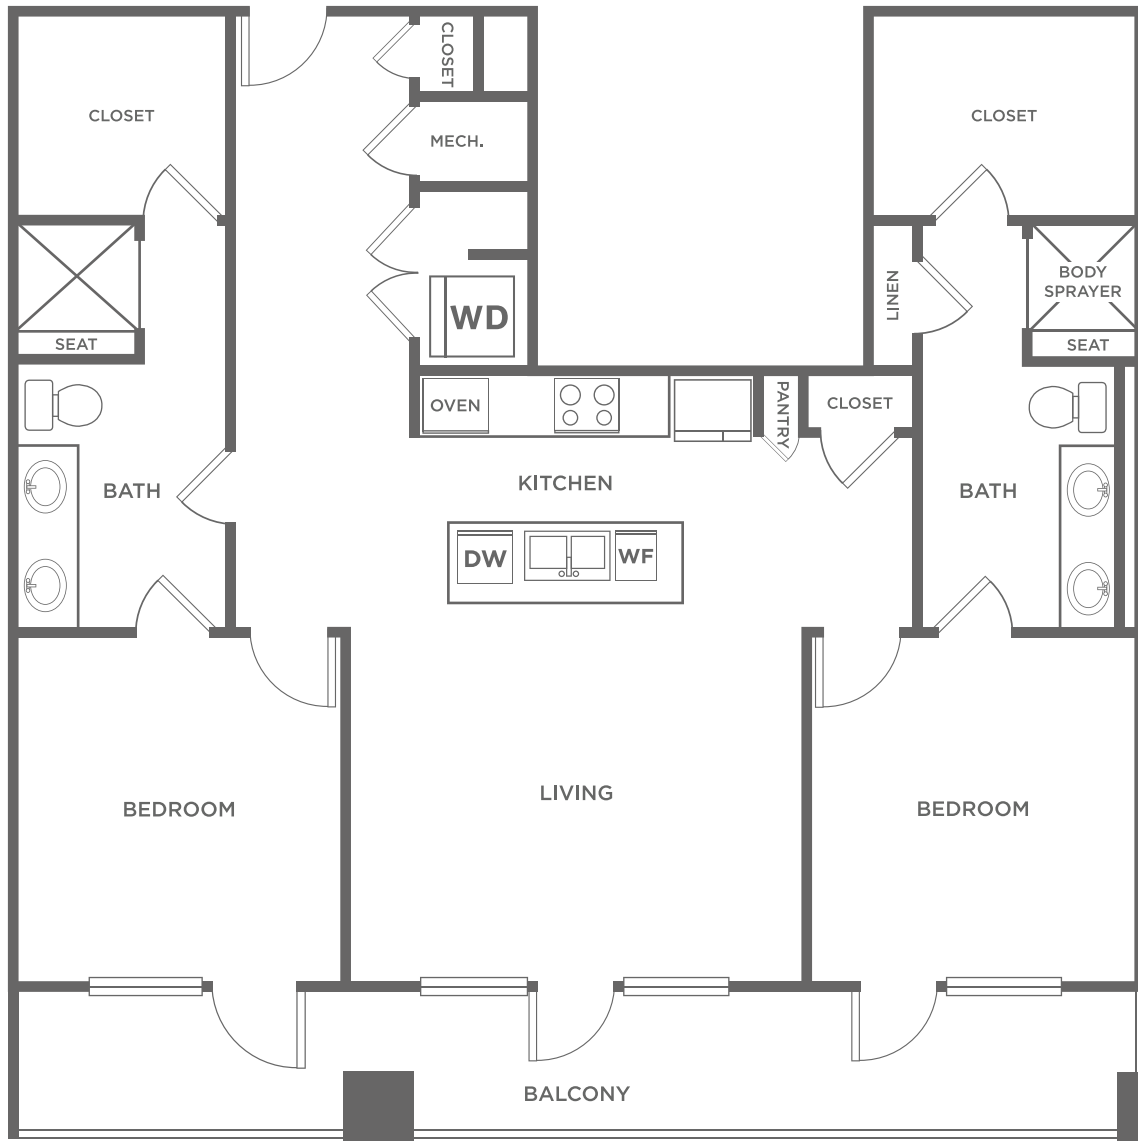 CLOSET
CLOSET
CLOSET
MECH.
WD
SEAT
LINEN
BODY
SPRAYER
SEAT
OVEN
PANTRY
CLOSET
BATH
KITCHEN
BATH
DW
WF
BEDROOM
LIVING
BEDROOM
BALCONY